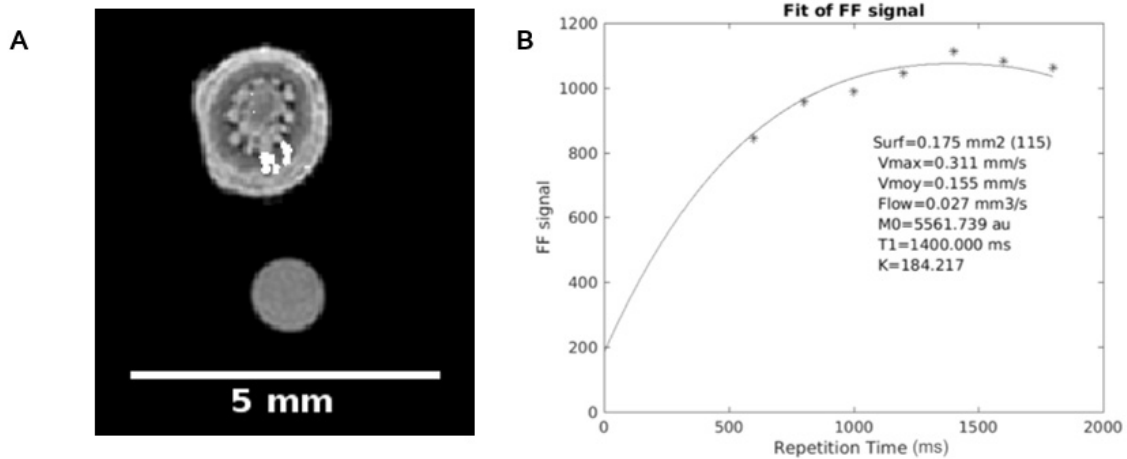 A
5 mm
B
Fit of FF signal
1200
1000
800
600
400
200
0
FF signal
Surf=0.175 mm2 (115)
Vmax=0.311 mm/s
Vmoy=0.155 mm/s
Flow=0.027 mm3/s
M0=5561.739 au
T1=1400.000 ms
K=184.217
0 500 1000 1500 2000
Repetition Time (ms)